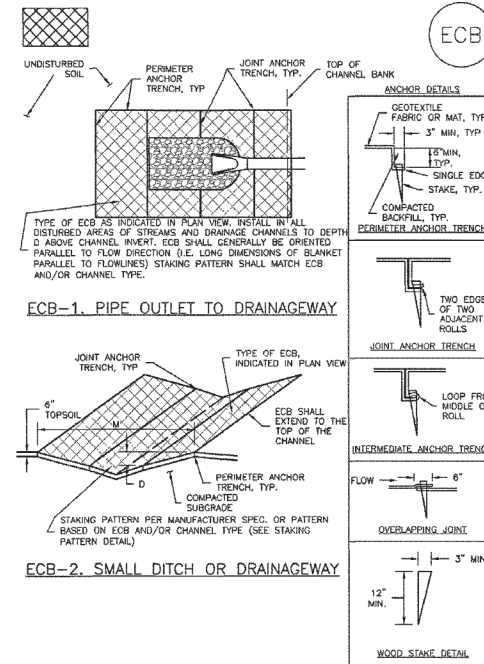 ECB
UNDISTURBED
SOIL
PERIMETER
ANCHOR
TRENCH, TYP
JOINT ANCHOR
TRENCH, TYP.
TOP OF
CHANNEL BANK
TYPE OF ECB AS INDICATED IN PLAN VIEW. INSTALL IN ALL
DISTURBED AREAS OF STREAMS AND DRAINAGE CHANNELS TO DEPTH
D ABOVE CHANNEL INVERT. ECB SHALL GENERALLY BE ORIENTED
PARALLEL TO FLOW DIRECTION (I.E. LONG DIMENSIONS OF BLANKET
PARALLEL TO FLOWLINES) STAKING PATTERN SHALL MATCH ECB
AND/OR CHANNEL TYPE.
ECB-1. PIPE OUTLET TO DRAINAGEWAY
JOINT ANCHOR
TRENCH, TYP
TYPE OF ECB,
INDICATED IN PLAN VIEW
6"
TOPSOIL
M
ECB SHALL
EXTEND TO THE
TOP OF THE
CHANNEL
D
PERIMETER ANCHOR
TRENCH, TYP.
COMPACTED
SUBGRADE
STAKING PATTERN PER MANUFACTURER SPEC. OR PATTERN
BASED ON ECB AND/OR CHANNEL TYPE (SEE STAKING
PATTERN DETAIL)
ECB-2. SMALL DITCH OR DRAINAGEWAY
ANCHOR DETAILS
GEOTEXTILE
FABRIC OR MAT, TYP
3" MIN, TYP
6"MIN,
TYP.
SINGLE EDG
STAKE, TYP.
COMPACTED
BACKFILL, TYP.
PERIMETER ANCHOR TRENCH
TWO EDGE
OF TWO
ADJACENT
ROLLS
JOINT ANCHOR TRENCH
LOOP FRO
MIDDLE O
ROLL
INTERMEDIATE ANCHOR TRENC
FLOW
6"
OVERLAPPING JOINT
3" MIN
12"
MIN.
WOOD STAKE DETAIL